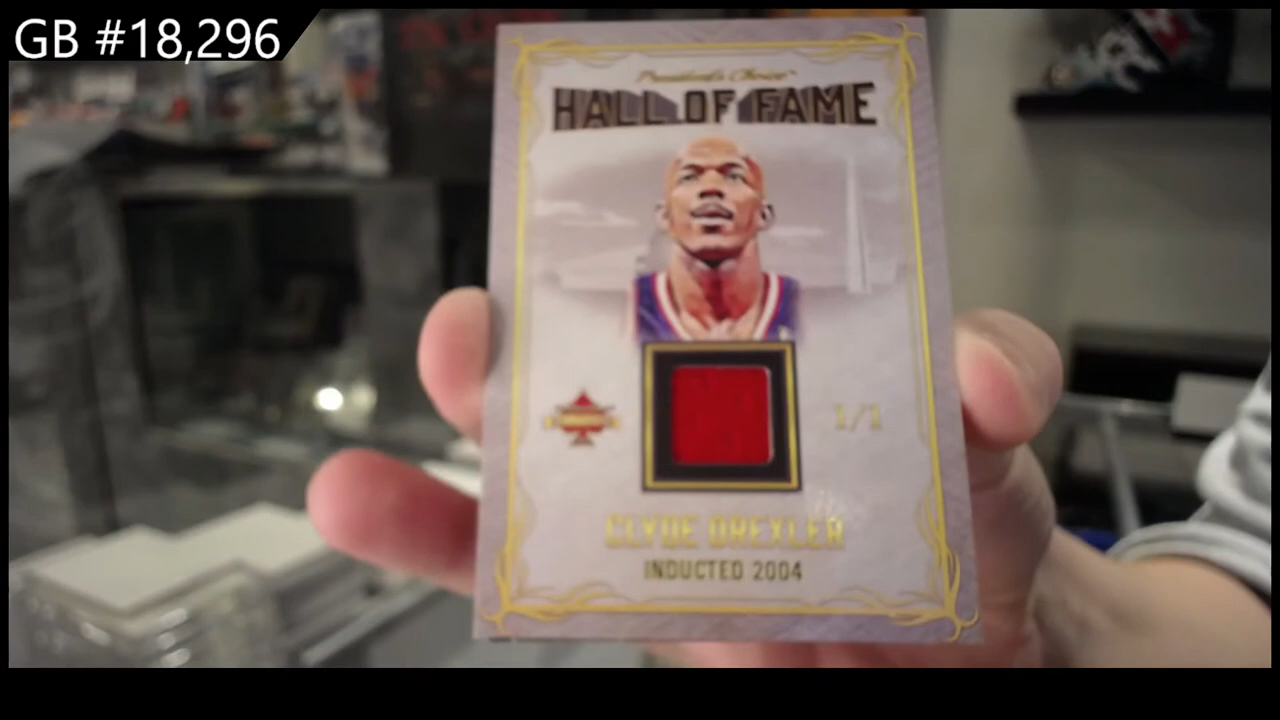 GB #18,296
President's Choice
HALL OF FAME
1/1
CLYDE DREXLER
INDUCTED 2004